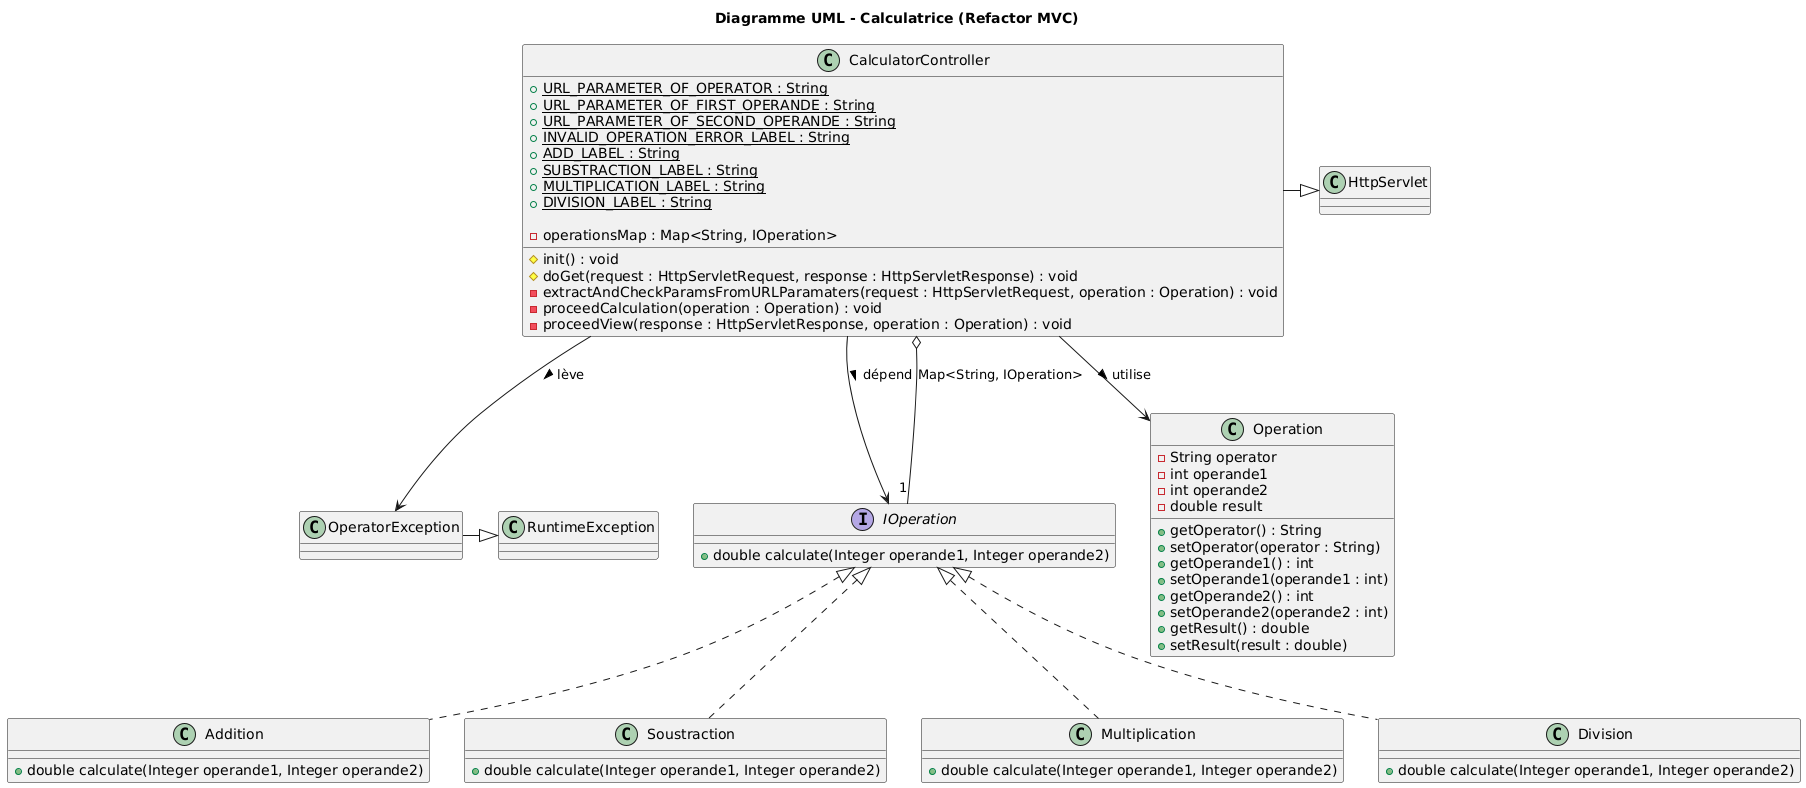 Diagramme UML - Calculatrice (Refactor MVC)
C CalculatorController
URL_PARAMETER_OF_OPERATOR : String
URL_PARAMETER_OF_FIRST_OPERANDE : String
URL_PARAMETER_OF_SECOND_OPERANDE : String
INVALID_OPERATION_ERROR_LABEL : String
ADD_LABEL : String
SUBSTRACTION_LABEL : String
MULTIPLICATION_LABEL : String
DIVISION_LABEL : String
operationsMap : Map<String, IOperation>
init() : void
doGet(request : HttpServletRequest, response : HttpServletResponse) : void
extractAndCheckParamsFromURLParamaters(request : HttpServletRequest, operation : Operation) : void
proceedCalculation(operation : Operation) : void
proceedView(response : HttpServletResponse, operation : Operation) : void
C HttpServlet
lève
dépend
Map<String, IOperation>
utilise
1
C OperatorException
C RuntimeException
I IOperation
double calculate(Integer operande1, Integer operande2)
C Operation
String operator
int operande1
int operande2
double result
getOperator() : String
setOperator(operator : String)
getOperande1() : int
setOperande1(operande1 : int)
getOperande2() : int
setOperande2(operande2 : int)
getResult() : double
setResult(result : double)
C Addition
double calculate(Integer operande1, Integer operande2)
C Soustraction
double calculate(Integer operande1, Integer operande2)
C Multiplication
double calculate(Integer operande1, Integer operande2)
C Division
double calculate(Integer operande1, Integer operande2)